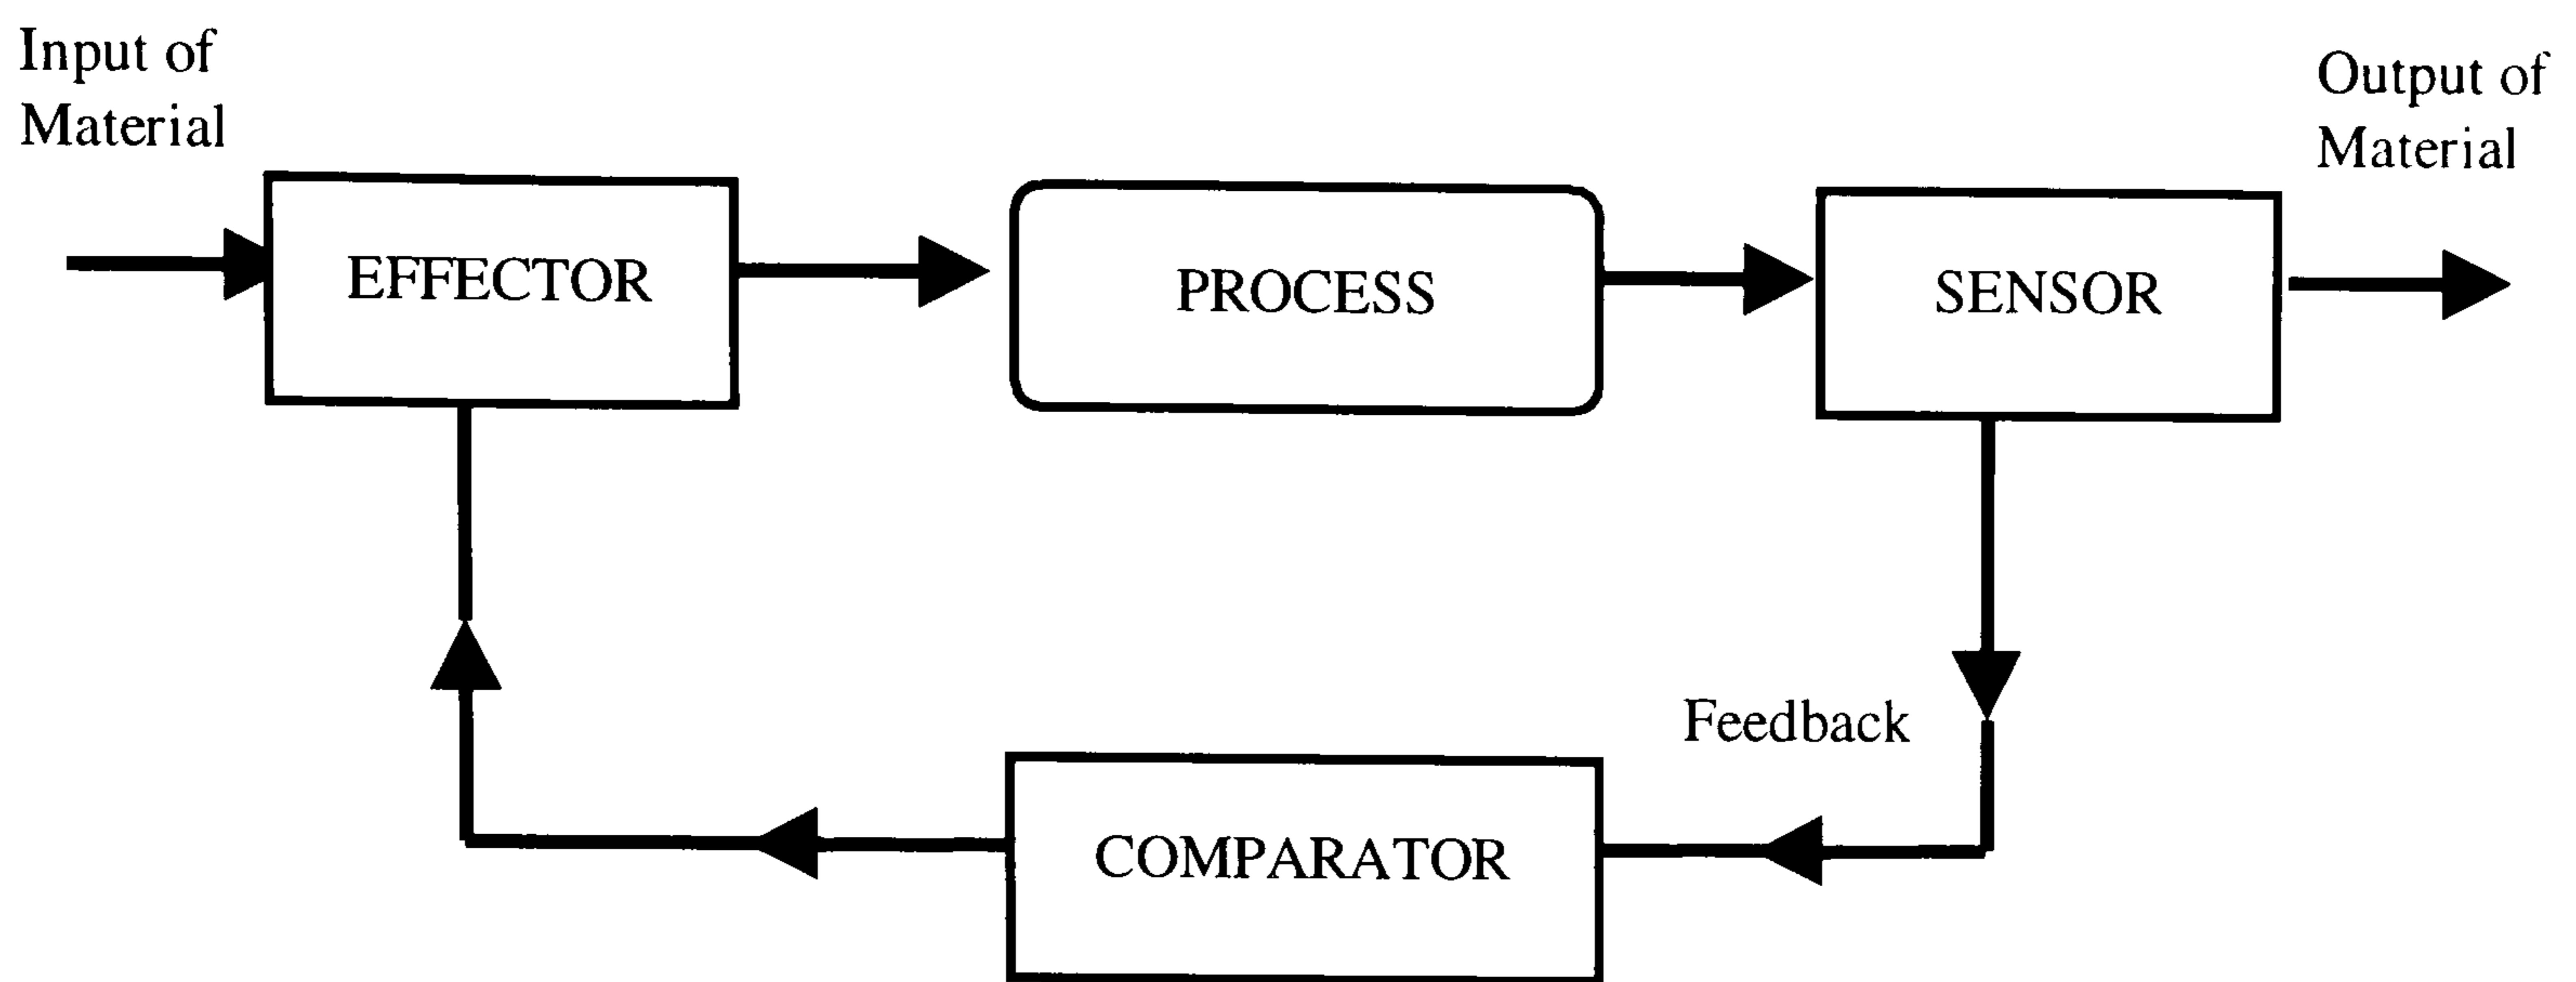 Input of
Material
Output of
Material
EFFECTOR
PROCESS
SENSOR
Feedback
COMPARATOR